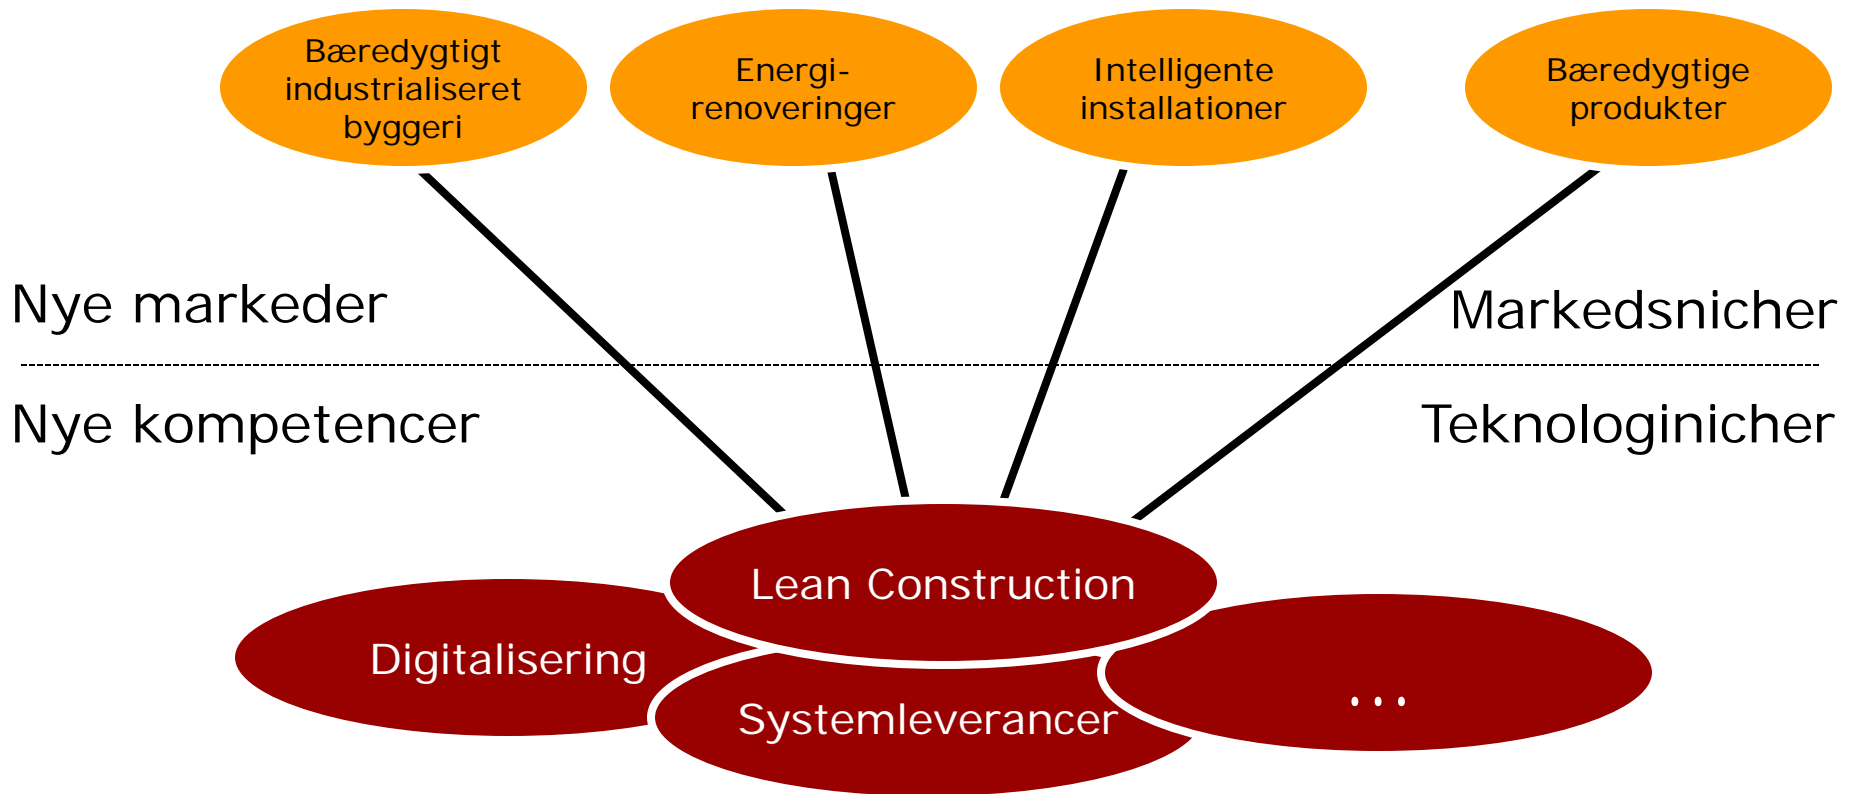 Bæredygtigt
industrialiseret
byggeri
Energi-
renoveringer
Intelligente
installationer
Bæredygtige
produkter
Nye markeder
Markedsnicher
Nye kompetencer
Teknologinicher
Lean Construction
Digitalisering
Systemleverancer
...